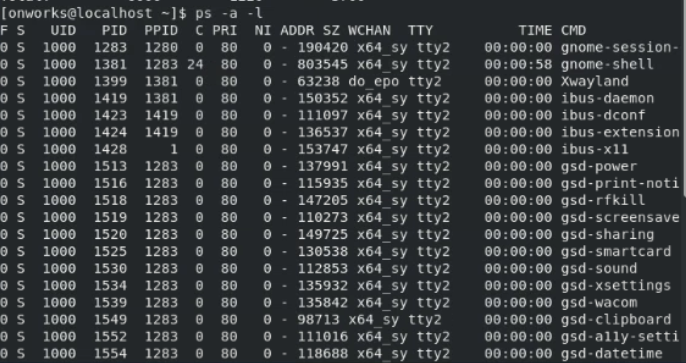 [onworks@localhost ~]$ ps -a -l
F S   UID   PID  PPID  C PRI  NI ADDR SZ WCHAN  TTY          TIME CMD
0 S  1000  1283  1280  0  80   0 - 190420 x64_sy tty2    00:00:00 gnome-session-
0 S  1000  1381  1283 24  80   0 - 803545 x64_sy tty2    00:00:58 gnome-shell
0 S  1000  1399  1381  0  80   0 - 63238 do_epo tty2     00:00:00 Xwayland
0 S  1000  1419  1381  0  80   0 - 150352 x64_sy tty2    00:00:00 ibus-daemon
0 S  1000  1423  1419  0  80   0 - 111097 x64_sy tty2    00:00:00 ibus-dconf
0 S  1000  1424  1419  0  80   0 - 136537 x64_sy tty2    00:00:00 ibus-extension
0 S  1000  1428     1  0  80   0 - 153747 x64_sy tty2    00:00:00 ibus-x11
0 S  1000  1513  1283  0  80   0 - 137991 x64_sy tty2    00:00:00 gsd-power
0 S  1000  1516  1283  0  80   0 - 115935 x64_sy tty2    00:00:00 gsd-print-noti
0 S  1000  1518  1283  0  80   0 - 147205 x64_sy tty2    00:00:00 gsd-rfkill
0 S  1000  1519  1283  0  80   0 - 110273 x64_sy tty2    00:00:00 gsd-screensave
0 S  1000  1520  1283  0  80   0 - 149725 x64_sy tty2    00:00:00 gsd-sharing
0 S  1000  1525  1283  0  80   0 - 130538 x64_sy tty2    00:00:00 gsd-smartcard
0 S  1000  1530  1283  0  80   0 - 112853 x64_sy tty2    00:00:00 gsd-sound
0 S  1000  1534  1283  0  80   0 - 135932 x64_sy tty2    00:00:00 gsd-xsettings
0 S  1000  1539  1283  0  80   0 - 135842 x64_sy tty2    00:00:00 gsd-wacom
0 S  1000  1549  1283  0  80   0 - 98713 x64_sy tty2     00:00:00 gsd-clipboard
0 S  1000  1552  1283  0  80   0 - 111016 x64_sy tty2    00:00:00 gsd-a11y-setti
0 S  1000  1554  1283  0  80   0 - 118688 x64_sy tty2    00:00:00 gsd-datetime